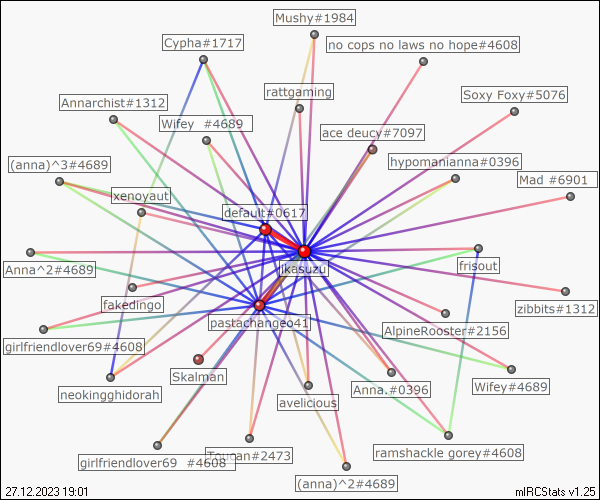 Mushy#1984
Cypha#1717
no cops no laws no hope#4608
rattgaming
Soxy Foxy#5076
Annarchist#1312
Wifey #4689
ace deucy#7097
(anna)^3#4689
hypomanianna#0396
Mad #6901
xenoyaut
default#0617
jkasuzu
Anna^2#4689
frisout
fakedingo
zibbits#1312
pastachangeo41
AlpineRooster#2156
girlfriendlover69#4608
Skalman
Anna.#0396
Wifey#4689
neokingghidorah
avelicious
Toucan#2473
ramshackle gorey#4608
girlfriendlover69 #4608
(anna)^2#4689
27.12.2023 19:01
mIRCStats v1.25